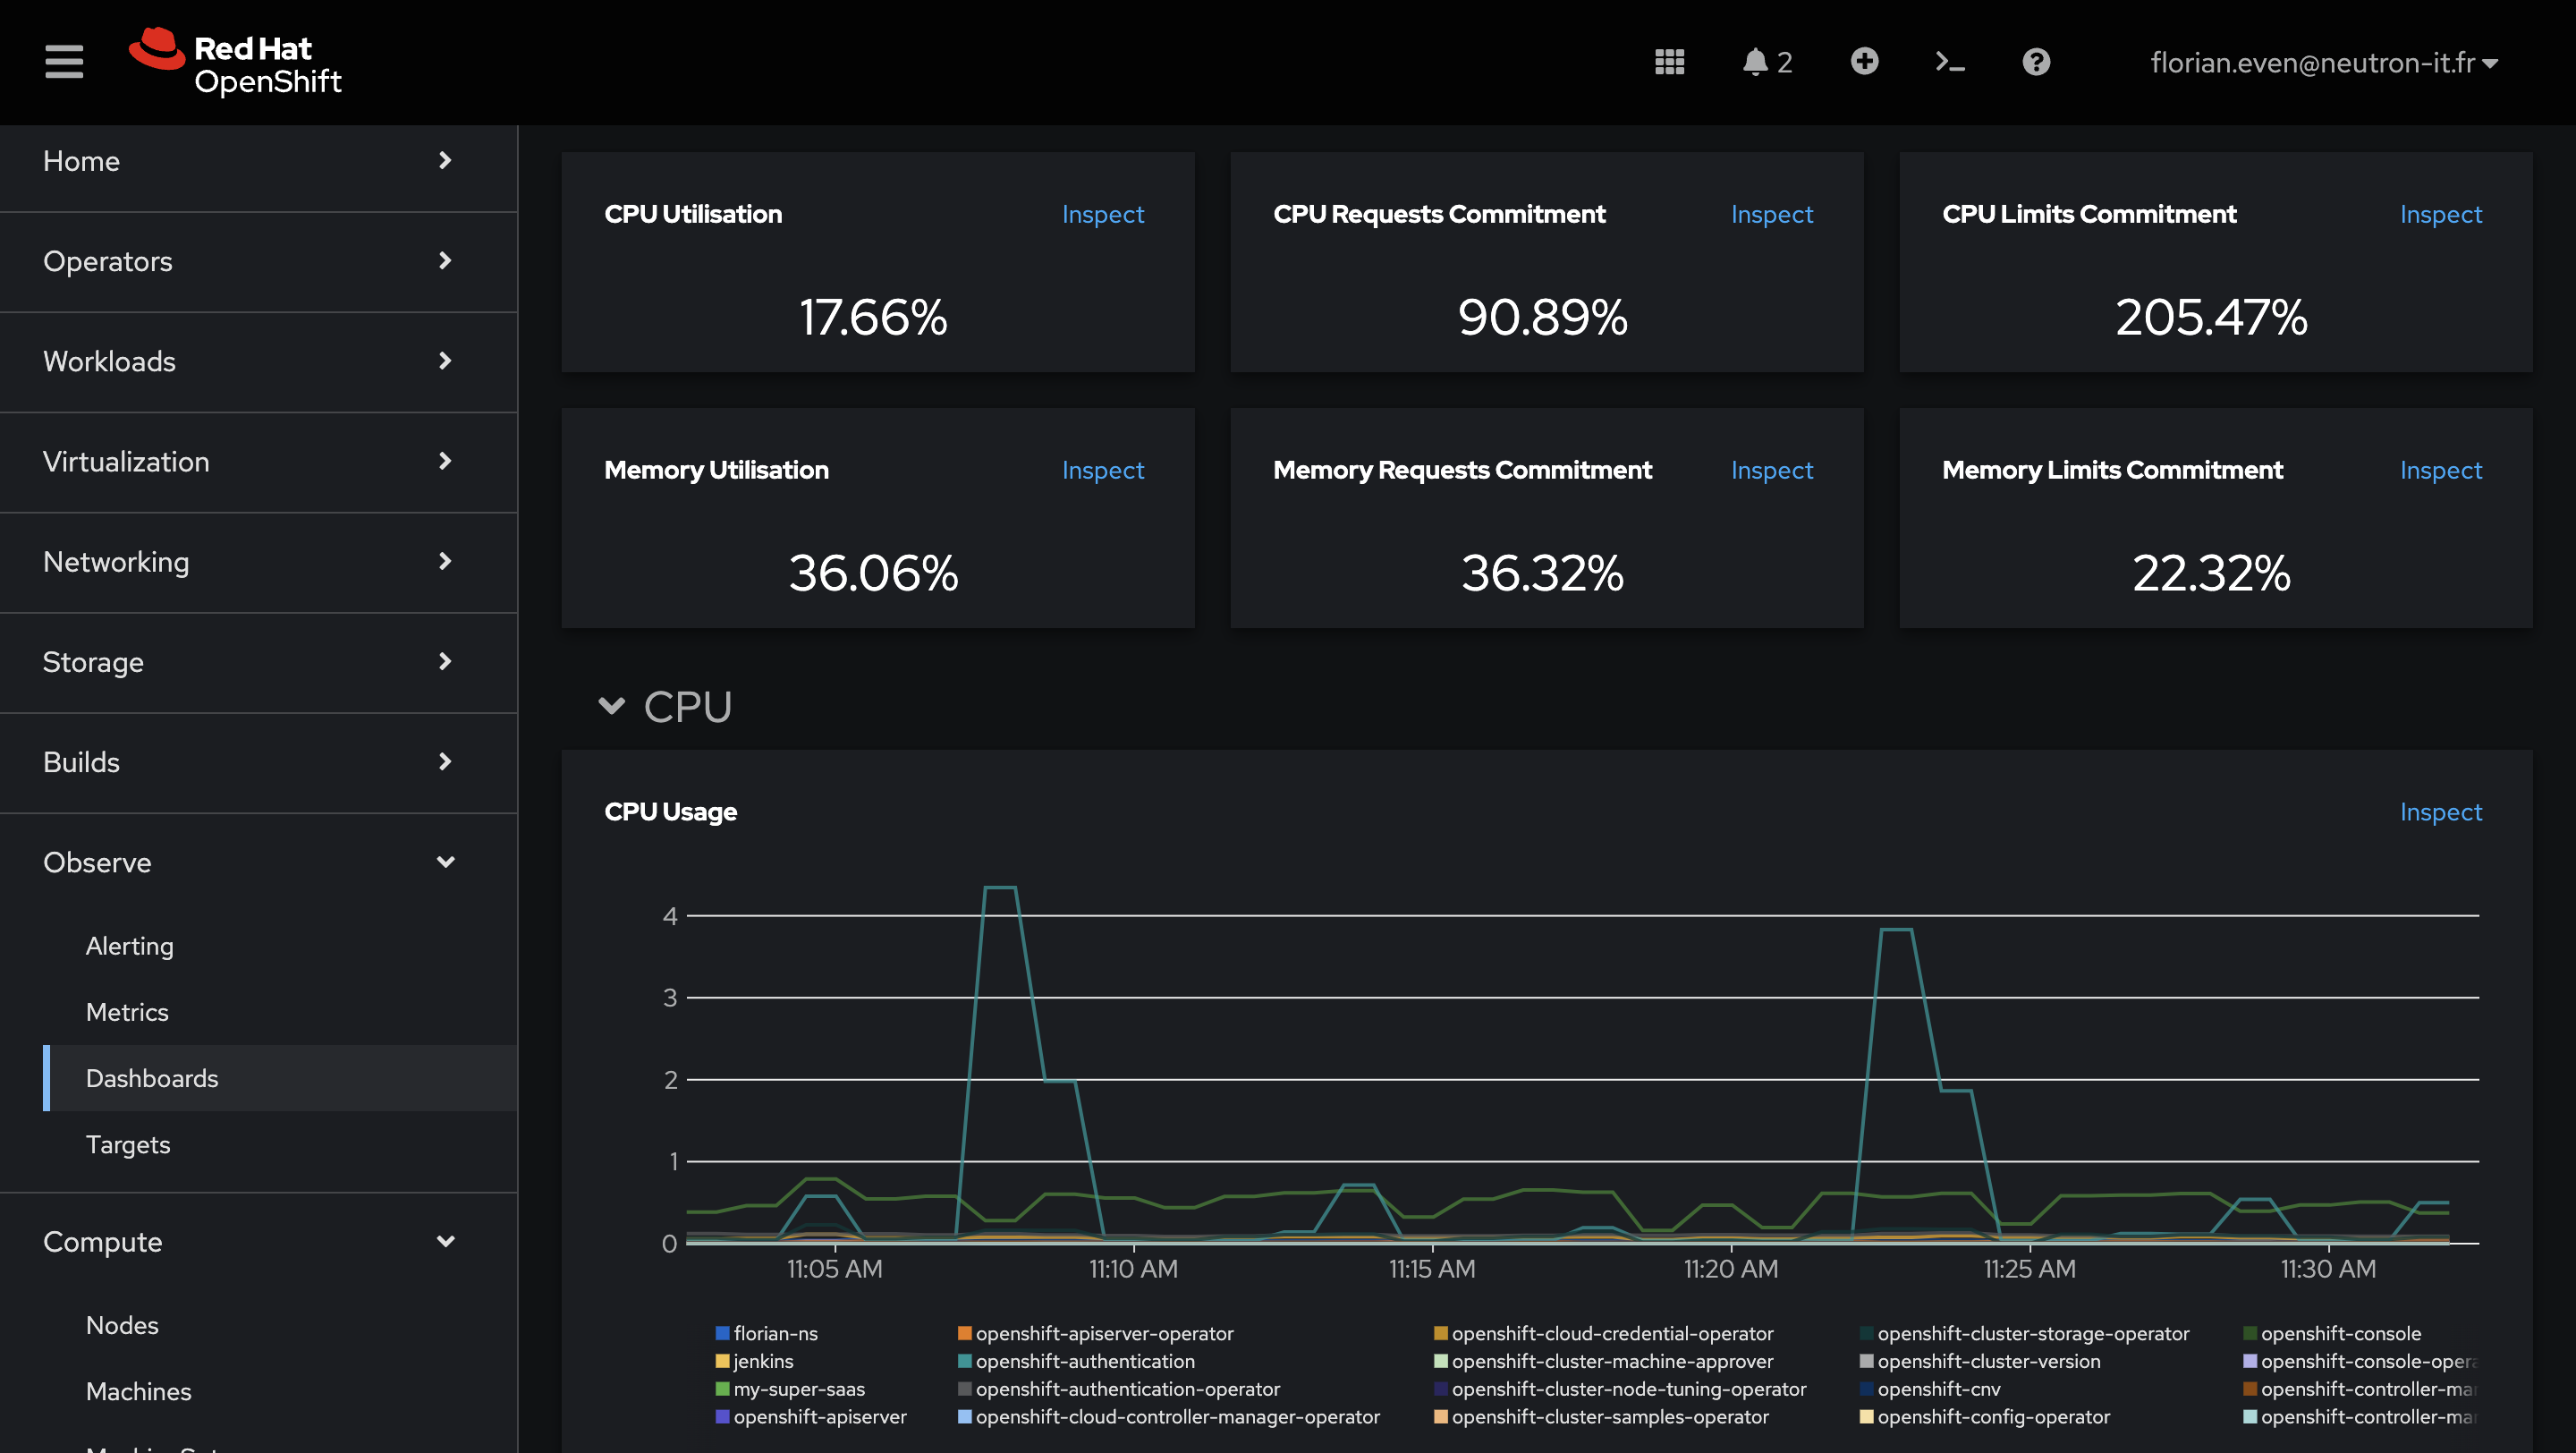 Red Hat
OpenShift
2
florian.even@neutron-it.fr
Home
Operators
Workloads
Virtualization
Networking
Storage
Builds
Observe
Alerting
Metrics
Dashboards
Targets
Compute
Nodes
Machines
CPU Utilisation
Inspect
17.66%
CPU Requests Commitment
Inspect
90.89%
CPU Limits Commitment
Inspect
205.47%
Memory Utilisation
Inspect
36.06%
Memory Requests Commitment
Inspect
36.32%
Memory Limits Commitment
Inspect
22.32%
CPU
CPU Usage
Inspect
4
3
2
1
0
11:05 AM
11:10 AM
11:15 AM
11:20 AM
11:25 AM
11:30 AM
florian-ns
jenkins
my-super-saas
openshift-apiserver
openshift-apiserver-operator
openshift-authentication
openshift-authentication-operator
openshift-cloud-controller-manager-operator
openshift-cloud-credential-operator
openshift-cluster-machine-approver
openshift-cluster-node-tuning-operator
openshift-cluster-samples-operator
openshift-cluster-storage-operator
openshift-cluster-version
openshift-cnv
openshift-config-operator
openshift-console
openshift-console-opera
openshift-controller-ma
openshift-controller-ma